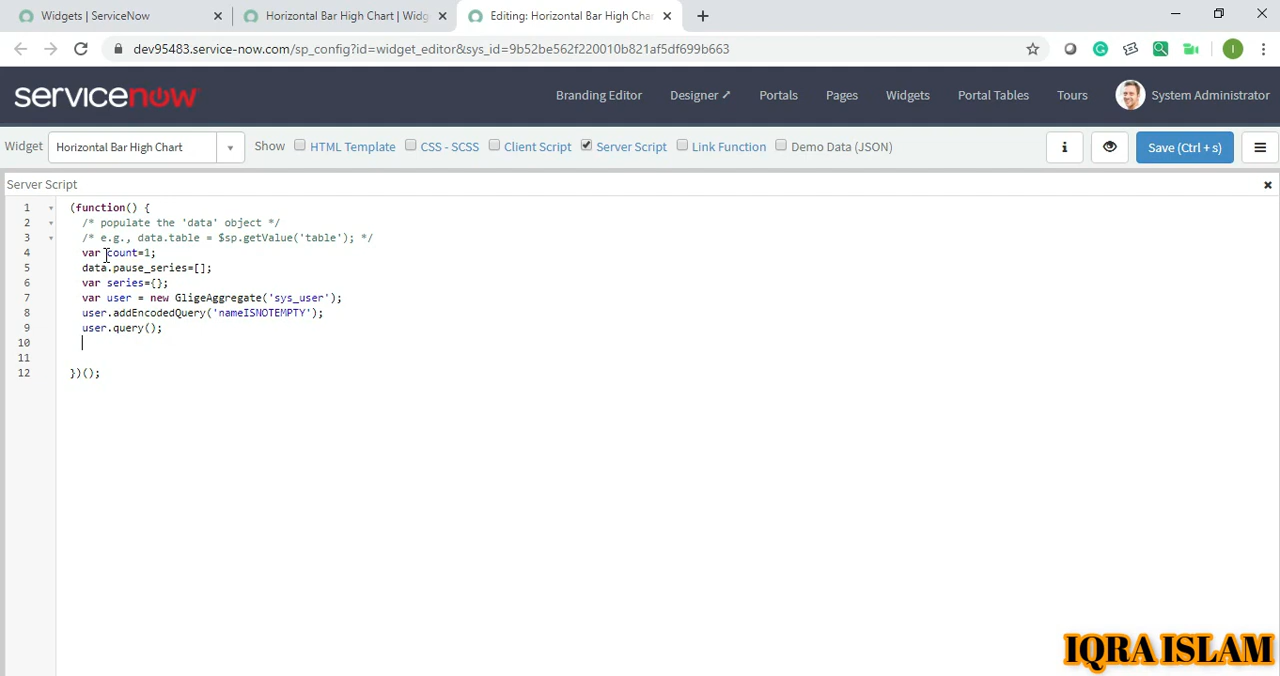 Widgets | ServiceNow
Horizontal Bar High Chart | Widg
Editing: Horizontal Bar High Char
dev95483.service-now.com/sp_config?id=widget_editor&sys_id=9b52be562f220010b821af5df699b663
I
servicenow
Branding Editor
Designer
Portals
Pages
Widgets
Portal Tables
Tours
System Administrator
Widget
Horizontal Bar High Chart
Show
HTML Template
CSS - SCSS
Client Script
Server Script
Link Function
Demo Data (JSON)
i
Save (Ctrl + s)
Server Script
1 (function() {
2 /* populate the 'data' object */
3 /* e.g., data.table = $sp.getValue('table'); */
4 var count=1;
5 data.pause_series=[];
6 var series={};
7 var user = new GligeAggregate('sys_user');
8 user.addEncodedQuery('nameISNOTEMPTY');
9 user.query();
10
11
12 })();
IQRA ISLAM